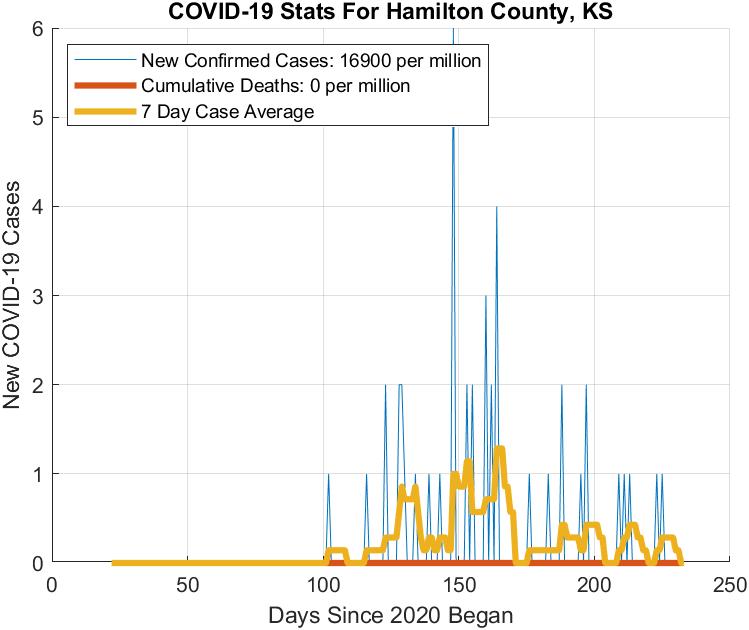 COVID-19 Stats For Hamilton County, KS
New Confirmed Cases: 16900 per million
Cumulative Deaths: 0 per million
7 Day Case Average
New COVID-19 Cases
6
5
4
3
2
1
0
0 50 100 150 200 250
Days Since 2020 Began